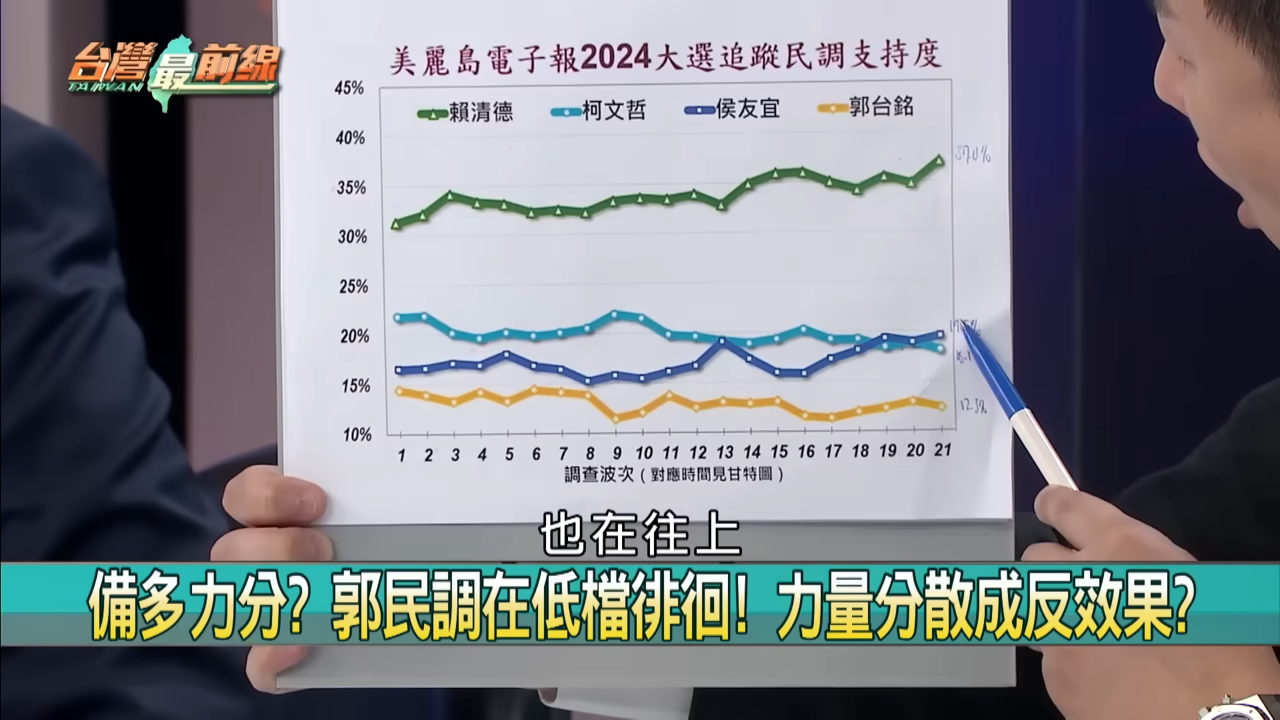 台灣最前線
TAIWAN
美麗島電子報2024大選追蹤民調支持度
賴清德 柯文哲 侯友宜 郭台銘
45%
40%
35%
30%
25%
20%
15%
10%
37.0%
12.5%
1 2 3 4 5 6 7 8 9 10 11 12 13 14 15 16 17 18 19 20 21
調查波次(對應時間見甘特圖)
也在往上
備多力分? 郭民調在低檔徘徊! 力量分散成反效果?